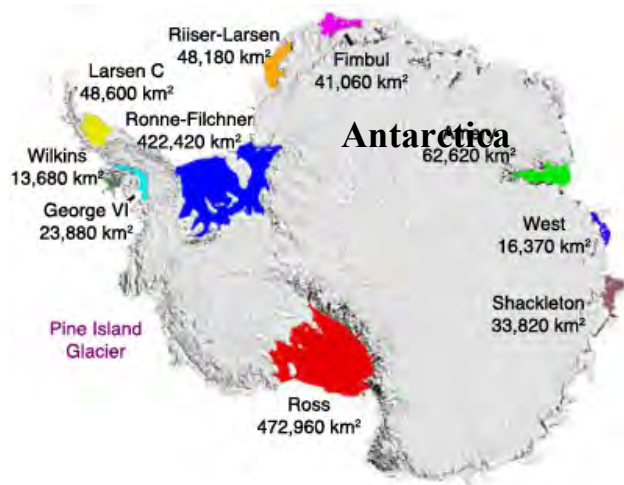 Riiser-Larsen
48,180 km²
Fimbul
41,060 km²
Larsen C
48,600 km²
Ronne-Filchner
422,420 km²
Antarctica
62,620 km²
Wilkins
13,680 km²
George VI
23,880 km²
West
16,370 km²
Shackleton
33,820 km²
Pine Island
Glacier
Ross
472,960 km²